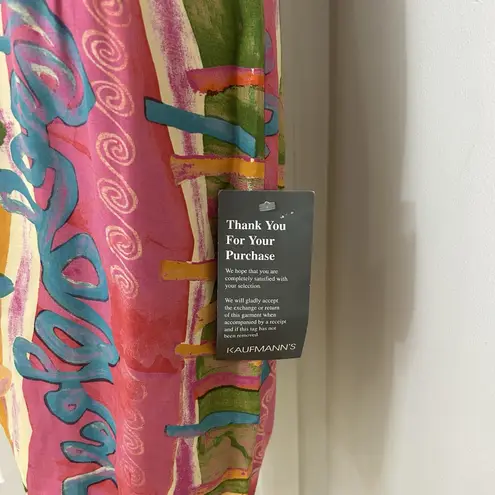 Thank You
For Your
Purchase
We hope that you are
completely satisfied with
your selection.
We will gladly accept
the exchange or return
of this garment when
accompanied by a receipt
and if this tag has not
been removed
KAUFMANN'S